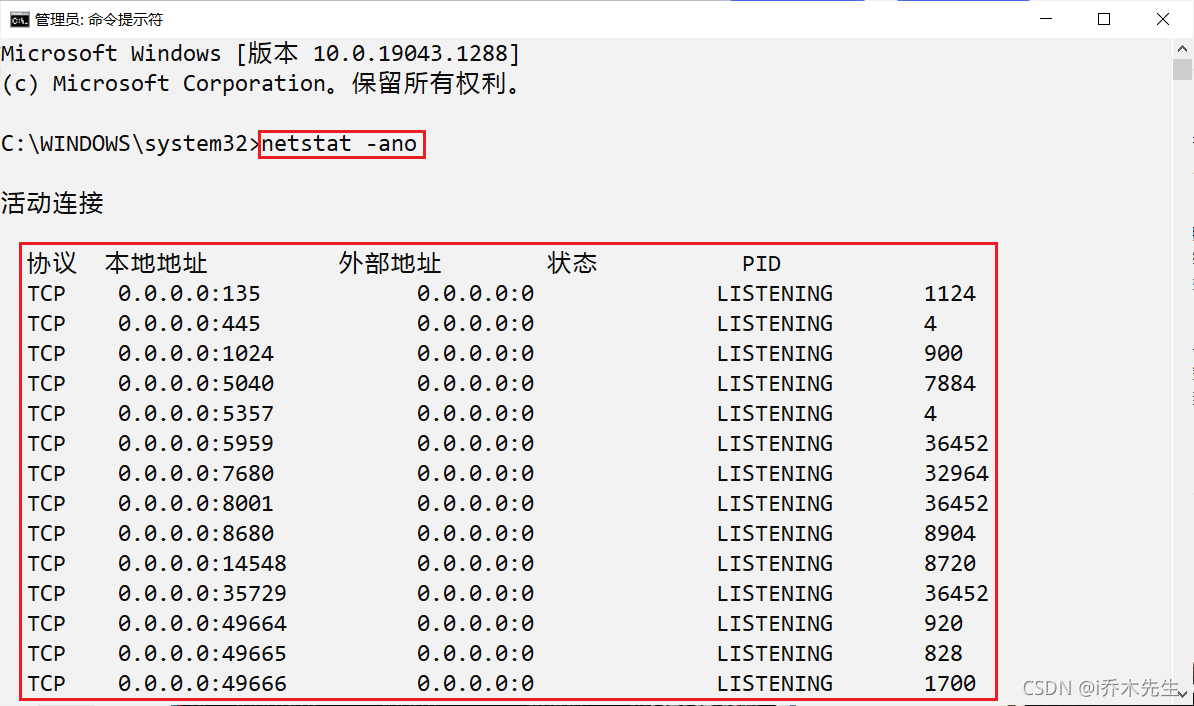 管理员: 命令提示符
Microsoft Windows [版本 10.0.19043.1288]
(c) Microsoft Corporation。保留所有权利。
C:\WINDOWS\system32>netstat -ano
活动连接
协议 本地地址 外部地址 状态 PID
TCP 0.0.0.0:135 0.0.0.0:0 LISTENING 1124
TCP 0.0.0.0:445 0.0.0.0:0 LISTENING 4
TCP 0.0.0.0:1024 0.0.0.0:0 LISTENING 900
TCP 0.0.0.0:5040 0.0.0.0:0 LISTENING 7884
TCP 0.0.0.0:5357 0.0.0.0:0 LISTENING 4
TCP 0.0.0.0:5959 0.0.0.0:0 LISTENING 36452
TCP 0.0.0.0:7680 0.0.0.0:0 LISTENING 32964
TCP 0.0.0.0:8001 0.0.0.0:0 LISTENING 36452
TCP 0.0.0.0:8680 0.0.0.0:0 LISTENING 8904
TCP 0.0.0.0:14548 0.0.0.0:0 LISTENING 8720
TCP 0.0.0.0:35729 0.0.0.0:0 LISTENING 36452
TCP 0.0.0.0:49664 0.0.0.0:0 LISTENING 920
TCP 0.0.0.0:49665 0.0.0.0:0 LISTENING 828
TCP 0.0.0.0:49666 0.0.0.0:0 LISTENING 1700
CSDN @i乔木先生